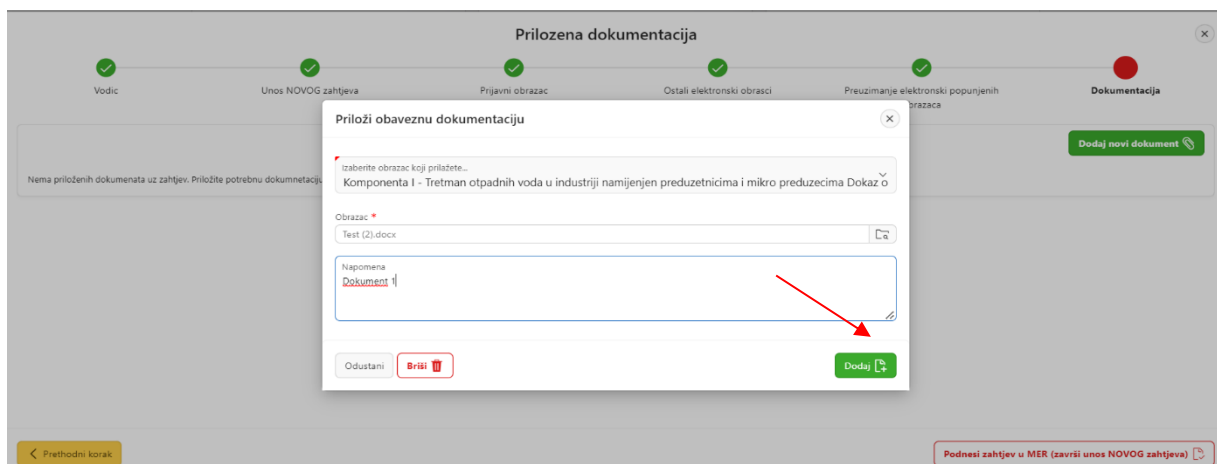 Prilozena dokumentacija
Vodic
Unos NOVOG zahtjeva
Prijavni obrazac
Ostali elektronski obrasci
Preuzimanje elektronski popunjenih
obrazaca
Dokumentacija
Dodaj novi dokument
Nema priloženih dokumenata uz zahtjev. Priložite potrebnu dokumnetaciju
Priloži obaveznu dokumentaciju
Izaberite obrazac koji prilažete...
Komponenta I - Tretman otpadnih voda u industriji namijenjen preduzetnicima i mikro preduzecima Dokaz o
Obrazac *
Test (2).docx
Napomena
Dokument 1
Odustani
Briši
Dodaj
Prethodni korak
Podnesi zahtjev u MER (završi unos NOVOG zahtjeva)